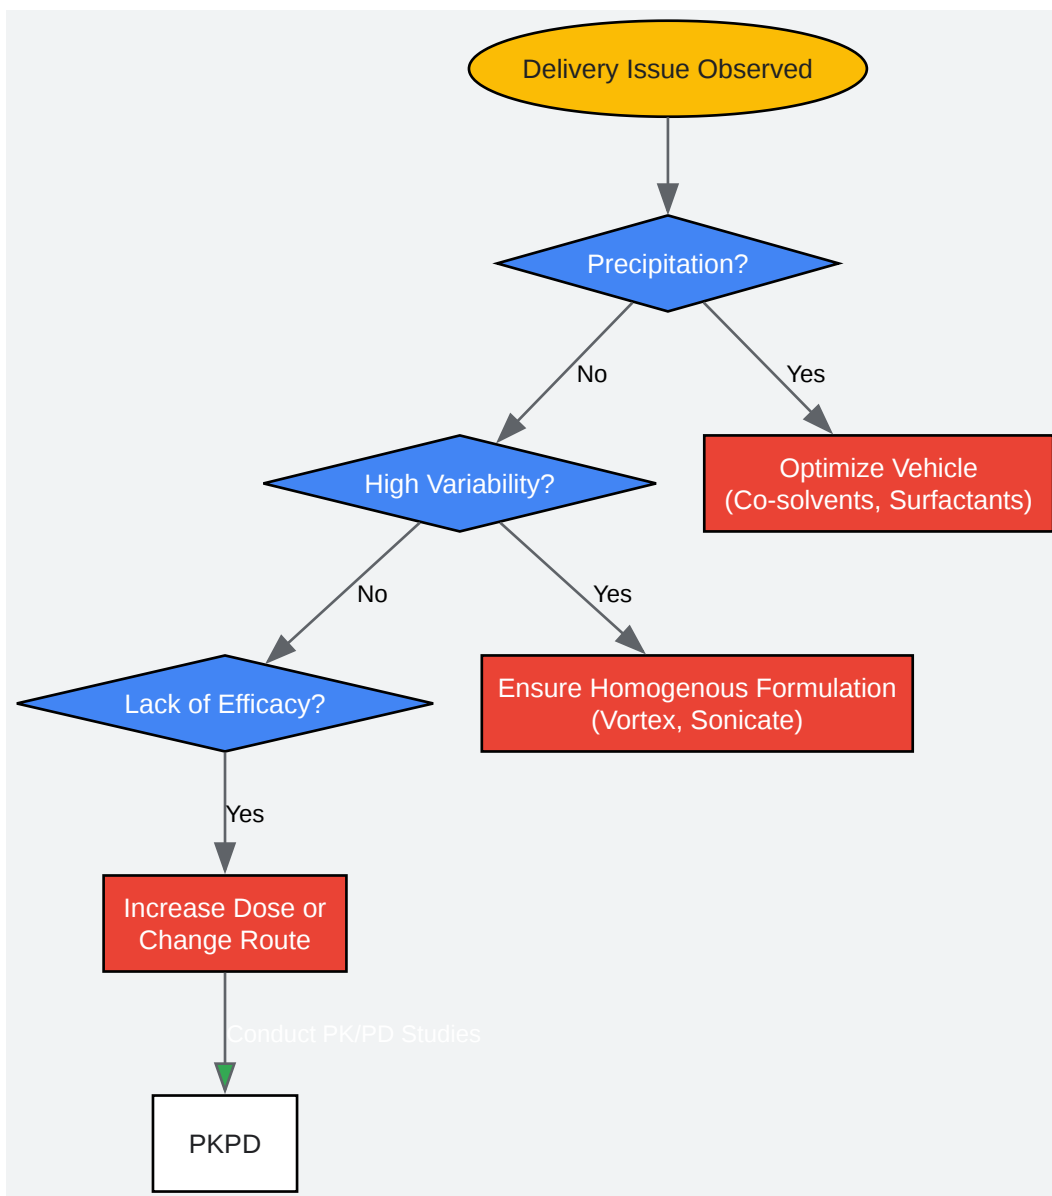 Delivery Issue Observed
Precipitation?
No
Yes
High Variability?
Optimize Vehicle
(Co-solvents, Surfactants)
No
Yes
Lack of Efficacy?
Ensure Homogenous Formulation
(Vortex, Sonicate)
Yes
Increase Dose or
Change Route
Conduct PK/PD Studies
PKPD